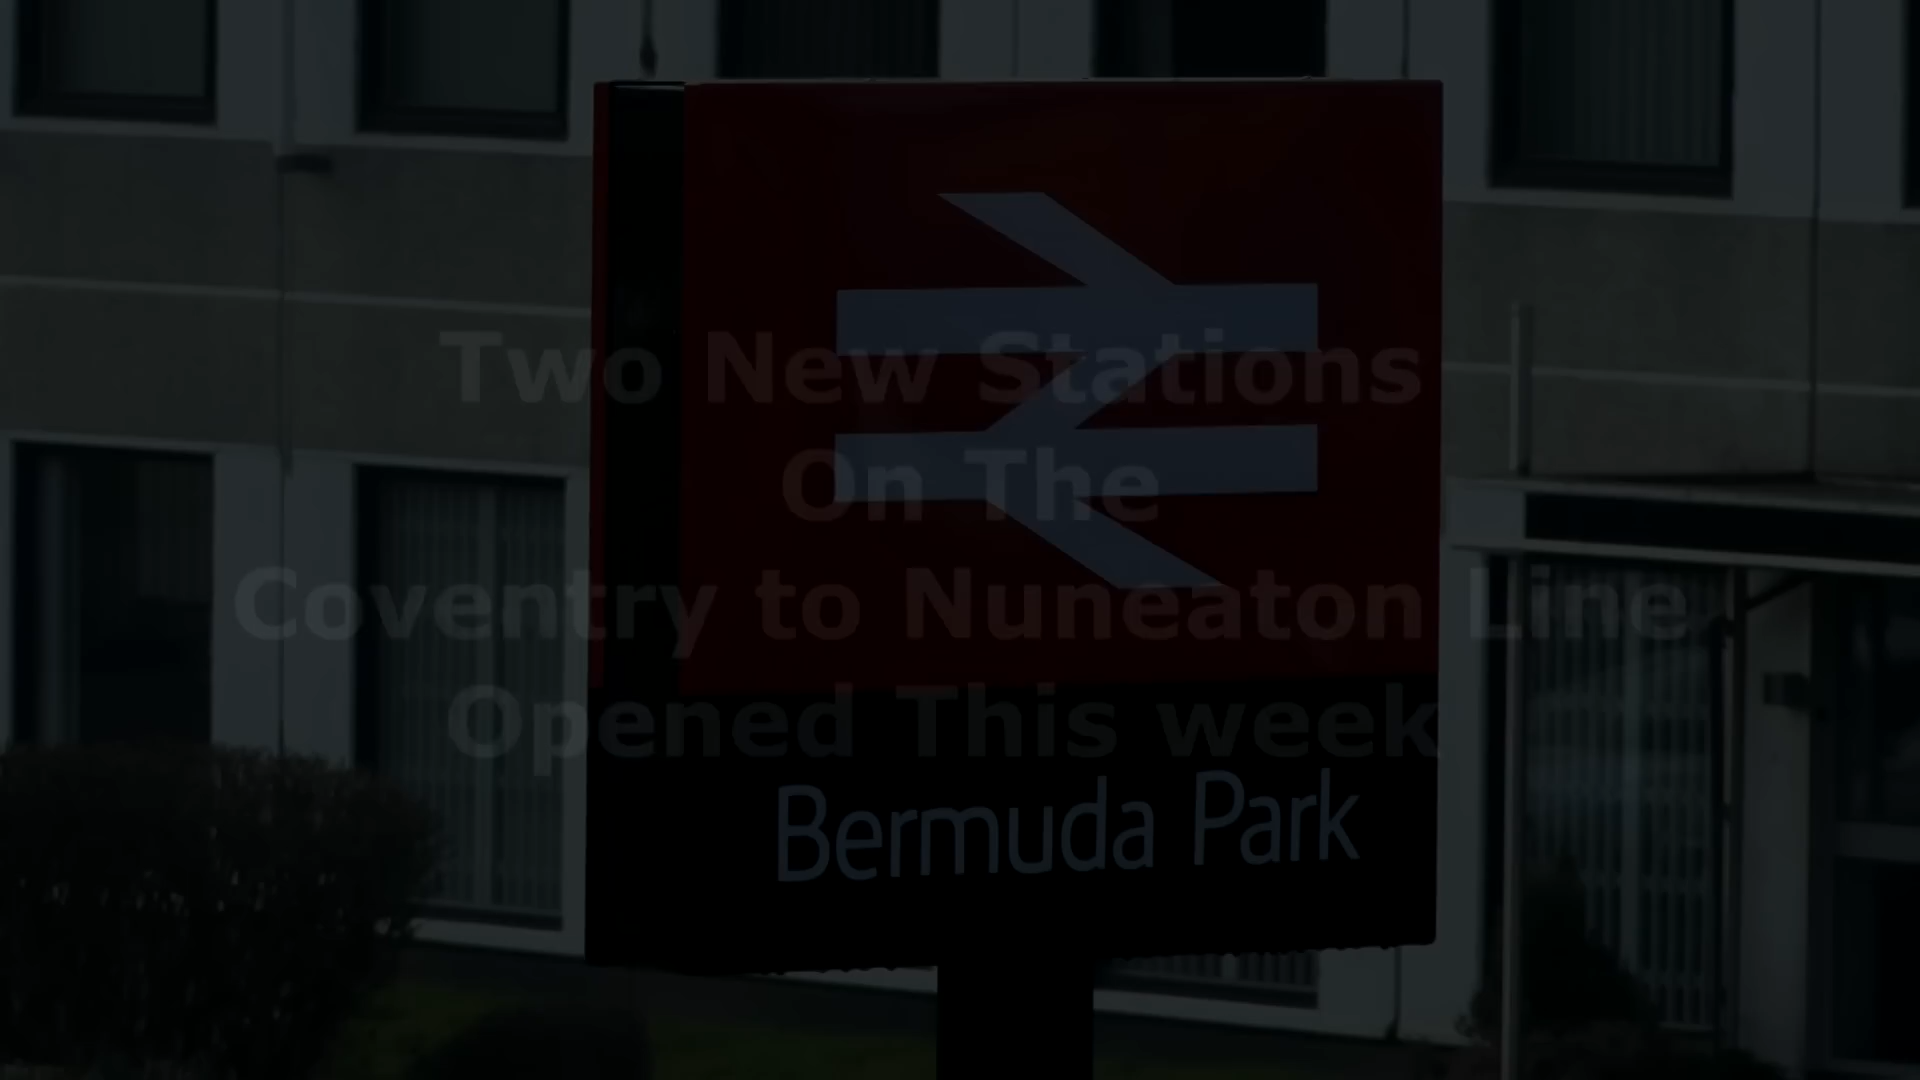 Two New Stations
On The
Coventry to Nuneaton Line
Opened This week
Bermuda Park